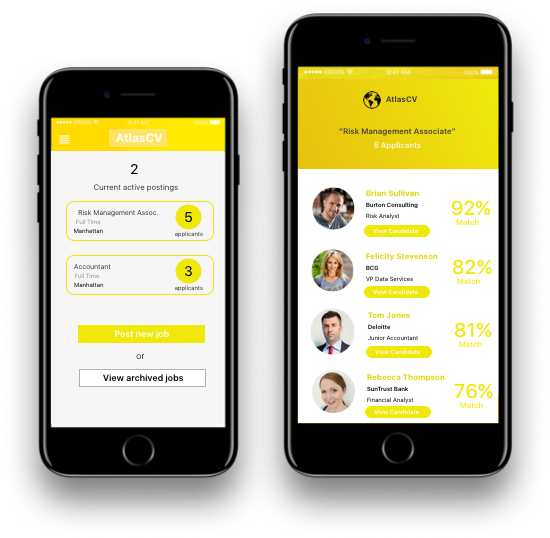 VIRGIN
9:41 AM
100%
AtlasCV
2
Current active postings
Risk Management Assoc.
Full Time
Manhattan
5
applicants
Accountant
Full Time
Manhattan
3
applicants
Post new job
or
View archived jobs
VIRGIN
9:41 AM
100%
AtlasCV
“Risk Management Associate”
5 Applicants
Brian Sullivan
Burton Consulting
Risk Analyst
View Candidate
92%
Match
Felicity Stevenson
BCG
VP Data Services
View Candidate
82%
Match
Tom Jones
Deloitte
Junior Accountant
View Candidate
81%
Match
Rebecca Thompson
SunTrust Bank
Financial Analyst
View Candidate
76%
Match